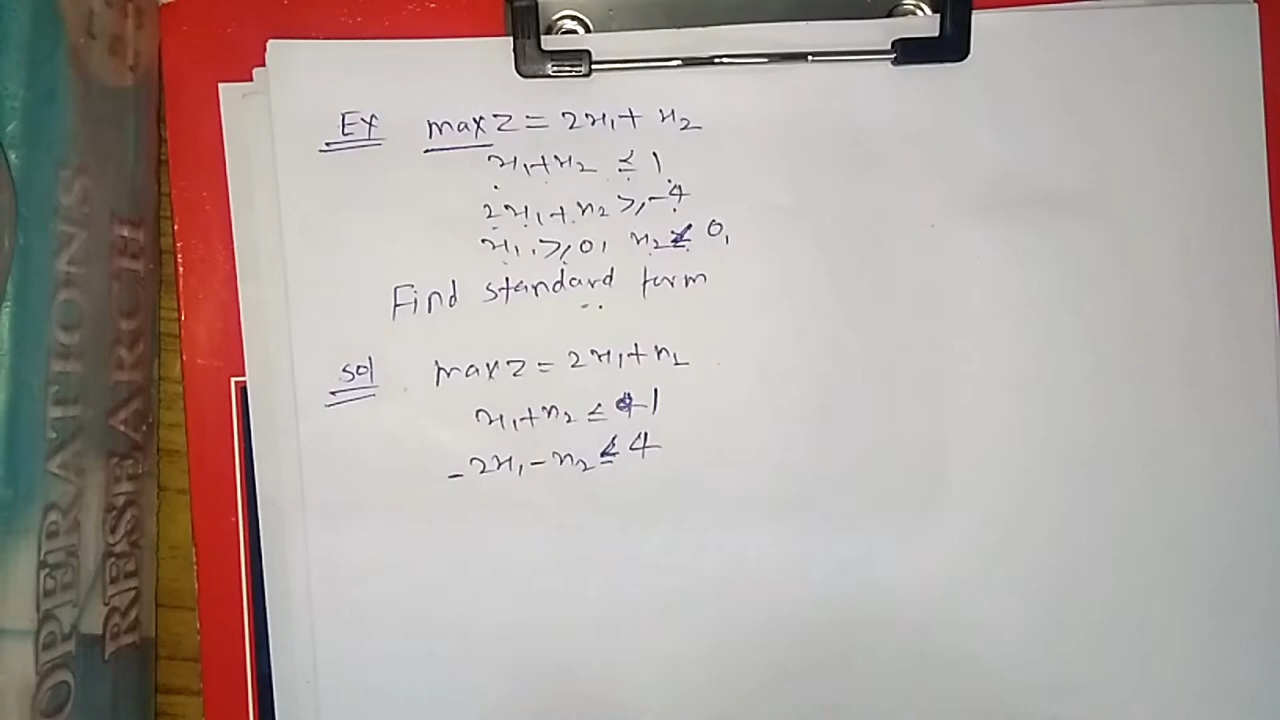 OPERATIONS
RESEARCH
Ex max Z = 2x₁ + x₂
x₁ + x₂ ≤ 1
2x₁ + x₂ ≥ -4
x₁ ≥ 0, x₂ ≤ 0,
Find standard form
Sol max Z = 2x₁ + x₂
x₁ + x₂ ≤ 1
-2x₁ - x₂ ≤ 4